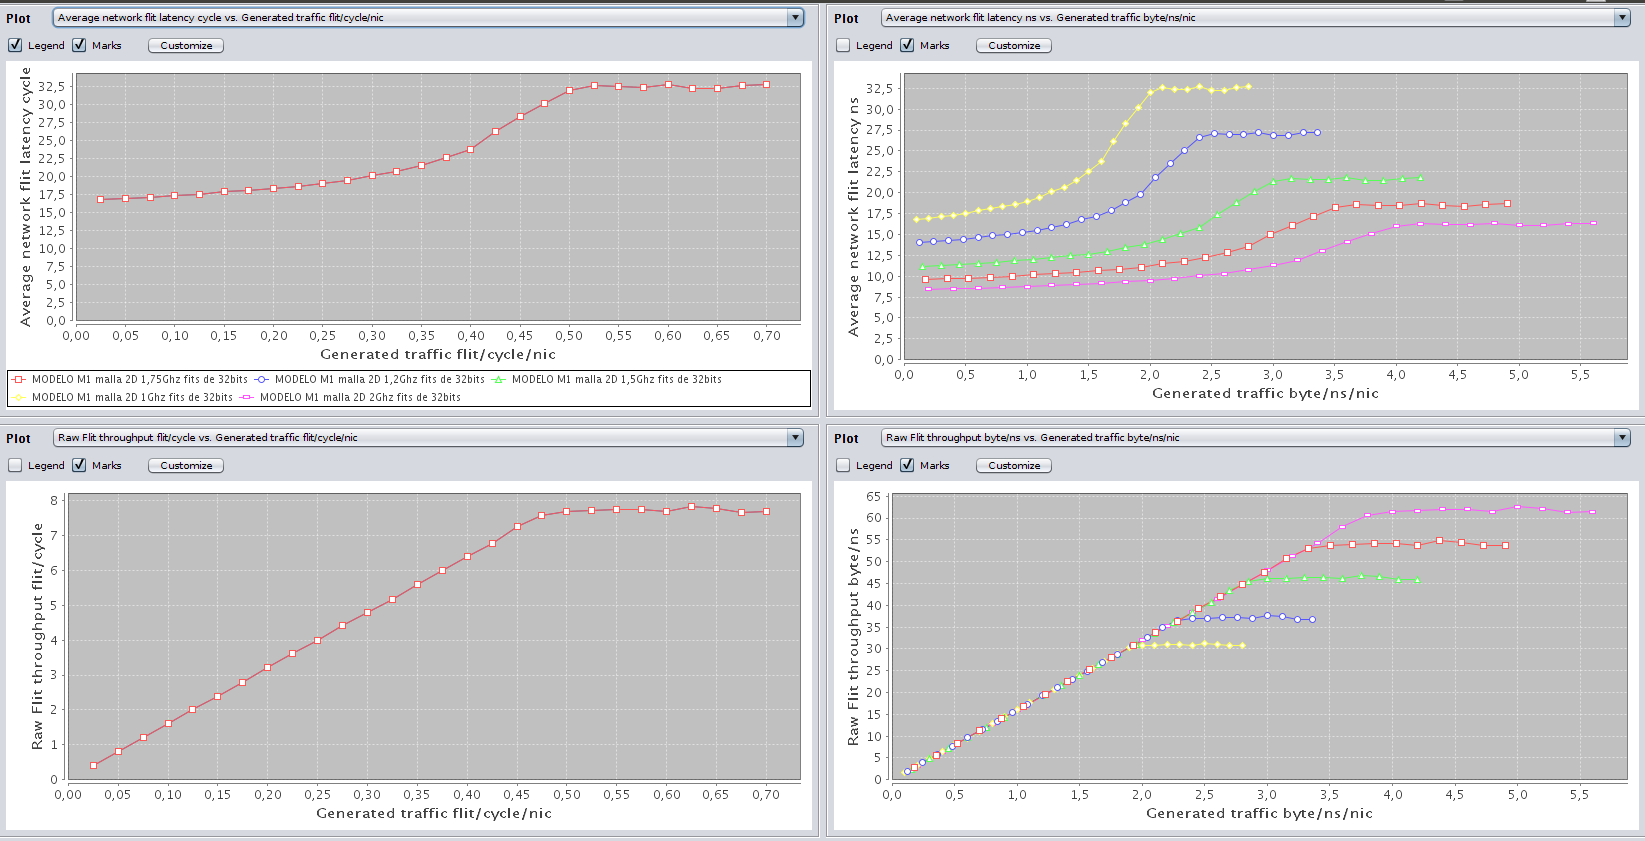 Plot
Average network flit latency cycle vs. Generated traffic flit/cycle/nic
Legend
Marks
Customize
Average network flit latency cycle
32,5
30,0
27,5
25,0
22,5
20,0
17,5
15,0
12,5
10,0
7,5
5,0
2,5
0,0
0,00 0,05 0,10 0,15 0,20 0,25 0,30 0,35 0,40 0,45 0,50 0,55 0,60 0,65 0,70
Generated traffic flit/cycle/nic
MODELO M1 malla 2D 1,75Ghz fits de 32bits MODELO M1 malla 2D 1,2Ghz fits de 32bits MODELO M1 malla 2D 1,5Ghz fits de 32bits
MODELO M1 malla 2D 1Ghz fits de 32bits MODELO M1 malla 2D 2Ghz fits de 32bits
Plot
Average network flit latency ns vs. Generated traffic byte/ns/nic
Legend
Marks
Customize
Average network flit latency ns
32,5
30,0
27,5
25,0
22,5
20,0
17,5
15,0
12,5
10,0
7,5
5,0
2,5
0,0
0,0 0,5 1,0 1,5 2,0 2,5 3,0 3,5 4,0 4,5 5,0 5,5
Generated traffic byte/ns/nic
Plot
Raw Flit throughput flit/cycle vs. Generated traffic flit/cycle/nic
Legend
Marks
Customize
Raw Flit throughput flit/cycle
8
7
6
5
4
3
2
1
0
0,00 0,05 0,10 0,15 0,20 0,25 0,30 0,35 0,40 0,45 0,50 0,55 0,60 0,65 0,70
Generated traffic flit/cycle/nic
Plot
Raw Flit throughput byte/ns vs. Generated traffic byte/ns/nic
Legend
Marks
Customize
Raw Flit throughput byte/ns
65
60
55
50
45
40
35
30
25
20
15
10
5
0
0,0 0,5 1,0 1,5 2,0 2,5 3,0 3,5 4,0 4,5 5,0 5,5
Generated traffic byte/ns/nic